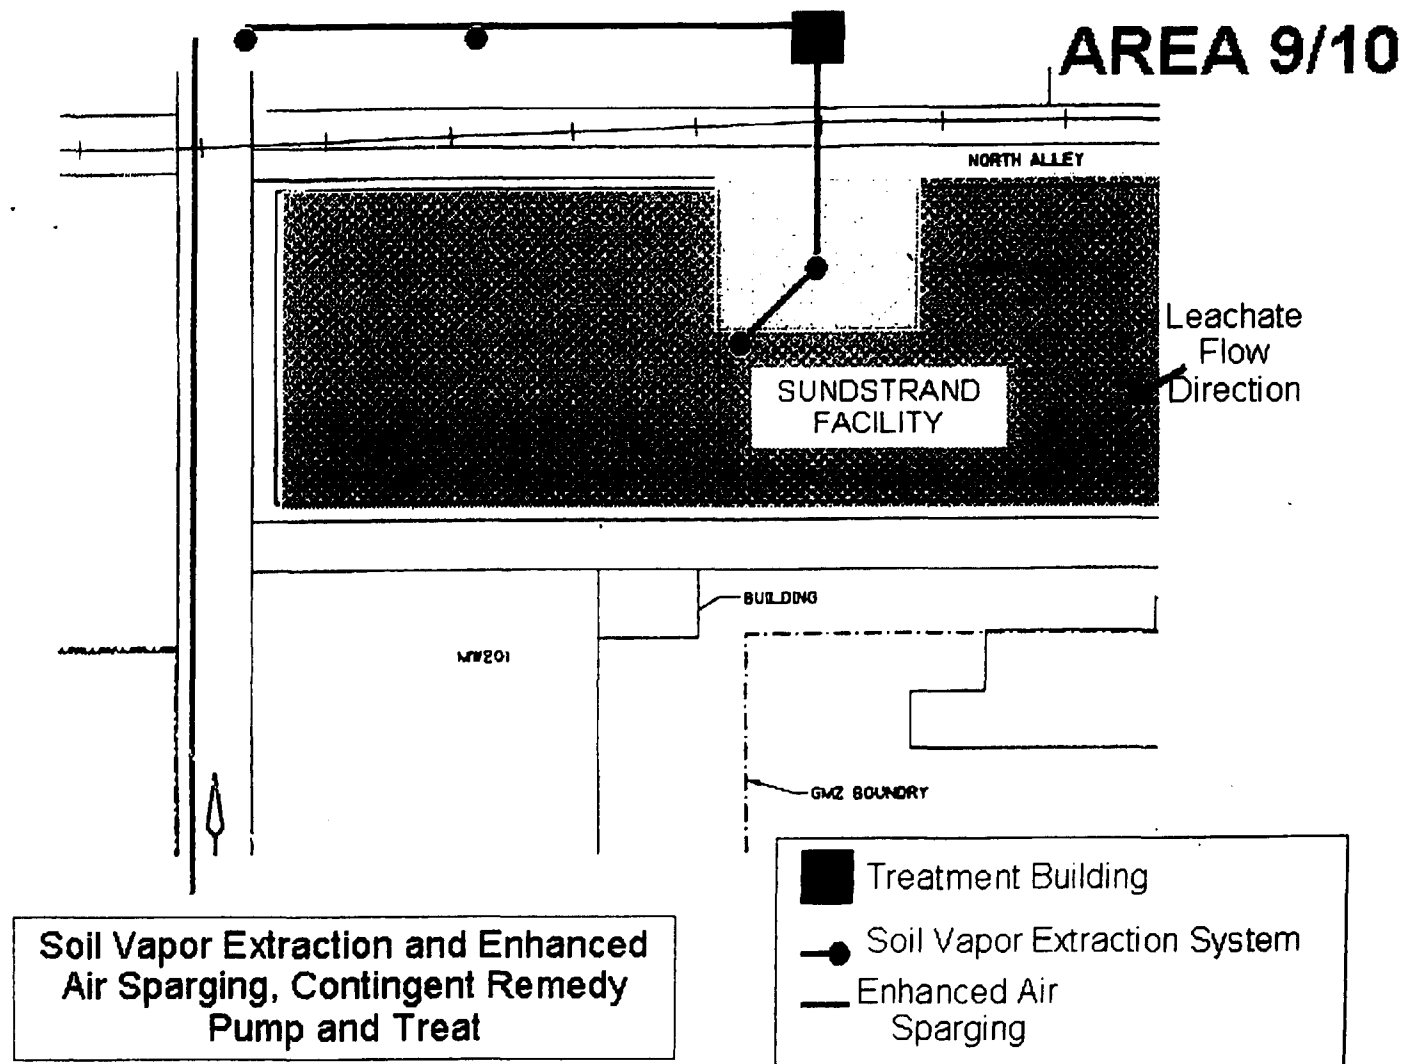 AREA 9/10
NORTH ALLEY
Leachate
Flow
Direction
SUNDSTRAND
FACILITY
BUILDING
MW201
GMZ BOUNDRY
Treatment Building
Soil Vapor Extraction System
Enhanced Air
Sparging
Soil Vapor Extraction and Enhanced
Air Sparging, Contingent Remedy
Pump and Treat